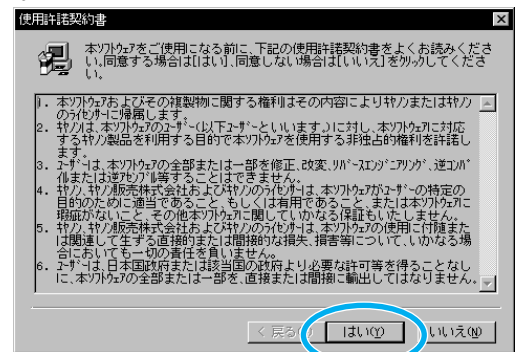 使用許諾契約書
本ｿﾌﾄｳｪｱをご使用になる前に、下記の使用許諾契約書をよくお読みくださ
い。同意する場合は[はい]、同意しない場合は[いいえ]をｸﾘｯｸしてくださ
い。
1. 本ｿﾌﾄｳｪｱおよびその複製物に関する権利はその内容によりｷﾔﾉﾝまたはｷﾔﾉﾝ
のﾗｲｾﾝｻｰに帰属します。
2. ｷﾔﾉﾝは、本ｿﾌﾄｳｪｱのﾕｰｻﾞｰ(以下ﾕｰｻﾞｰといいます｡)に対し、本ｿﾌﾄｳｪｱに対応
するｷﾔﾉﾝ製品を利用する目的で本ｿﾌﾄｳｪｱを使用する非独占的権利を許諾し
ます。
3. ﾕｰｻﾞｰは、本ｿﾌﾄｳｪｱの全部または一部を修正、改変、ﾘﾊﾞｰｽｴﾝｼﾞﾆｱﾘﾝｸﾞ、逆ｺﾝﾊﾟ
ｲﾙまたは逆ｱｾﾝﾌﾞﾙ等することはできません。
4. ｷﾔﾉﾝ、ｷﾔﾉﾝ販売株式会社およびｷﾔﾉﾝのﾗｲｾﾝｻｰは、本ｿﾌﾄｳｪｱがﾕｰｻﾞｰの特定の
目的のために適当であること、もしくは有用であること、または本ｿﾌﾄｳｪｱに
瑕疵がないこと、その他本ｿﾌﾄｳｪｱに関していかなる保証もいたしません。
5. ｷﾔﾉﾝ、ｷﾔﾉﾝ販売株式会社およびｷﾔﾉﾝのﾗｲｾﾝｻｰは、本ｿﾌﾄｳｪｱの使用に付随また
は関連して生ずる直接的または間接的な損失、損害等について、いかなる場
合においても一切の責任を負いません。
6. ﾕｰｻﾞｰは、日本国政府または該当国の政府より必要な許可等を得ることなし
に、本ｿﾌﾄｳｪｱの全部または一部を、直接または間接に輸出してはなりません。
< 戻る はい(Y) いいえ(N)